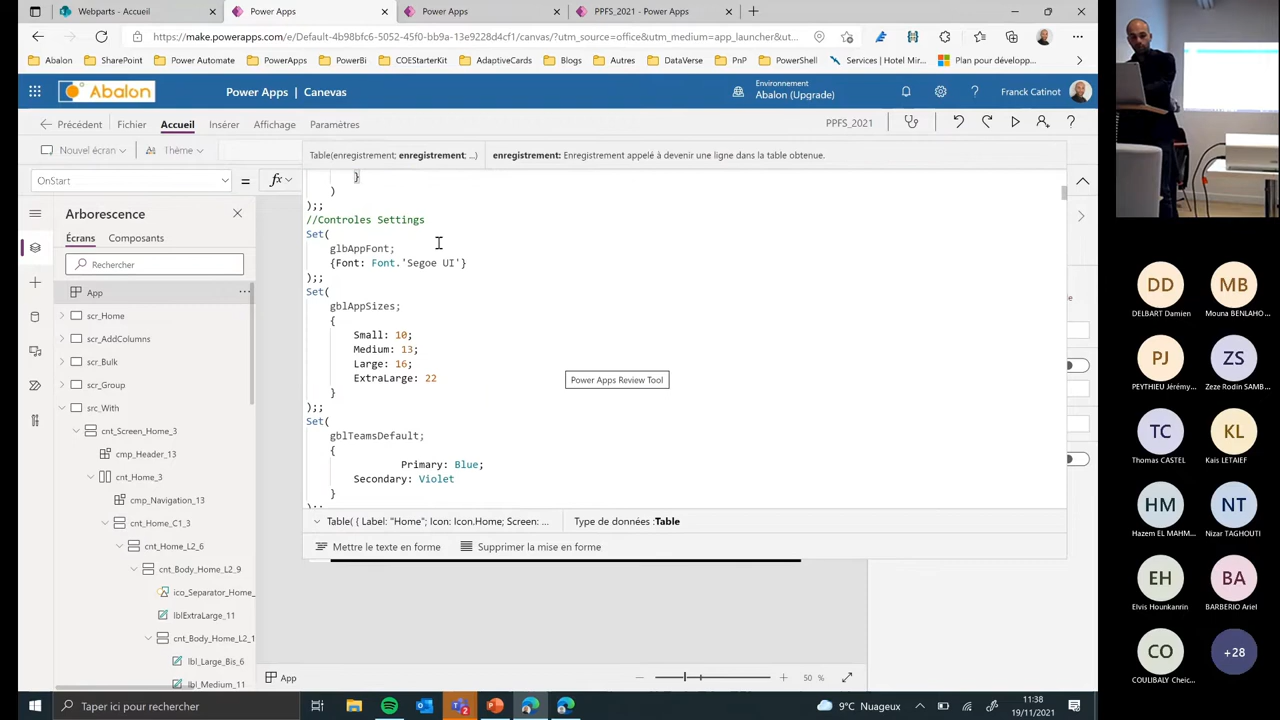 Webparts - Accueil
Power Apps
Power Apps
PPFS_2021 - Power Apps
https://make.powerapps.com/e/Default-4b98bfc6-5052-45f0-bb9a-13e9228d4cf1/canvas/?utm_source=office&utm_medium=app_launcher&utm...
Abalon
SharePoint
Power Automate
PowerApps
PowerBi
COEStarterKit
AdaptiveCards
Blogs
Autres
DataVerse
PnP
PowerShell
Services | Hotel Mir...
Plan pour développ...
Abalon
Power Apps | Canevas
Environnement
Abalon (Upgrade)
Franck Catinot
Précédent
Fichier
Accueil
Insérer
Affichage
Paramètres
PPFS_2021
Nouvel écran
Thème
Table(enregistrement; enregistrement; ...)
enregistrement: Enregistrement appelé à devenir une ligne dans la table obtenue.
OnStart
=
fx
Arborescence
Écrans
Composants
Rechercher
App
scr_Home
scr_AddColumns
scr_Bulk
scr_Group
src_With
cnt_Screen_Home_3
cmp_Header_13
cnt_Home_3
cmp_Navigation_13
cnt_Home_C1_3
cnt_Home_L2_6
cnt_Body_Home_L2_9
ico_Separator_Home_
lblExtraLarge_11
cnt_Body_Home_L2_1
lbl_Large_Bis_6
lbl_Medium_11
}
)
);;
//Controles Settings
Set(
glbAppFont;
{Font: Font.'Segoe UI'}
);;
Set(
gblAppSizes;
{
Small: 10;
Medium: 13;
Large: 16;
ExtraLarge: 22
}
);;
Set(
gblTeamsDefault;
{
Primary: Blue;
Secondary: Violet
}
);;
Power Apps Review Tool
Table( { Label: "Home"; Icon: Icon.Home; Screen: ...
Type de données :Table
Mettre le texte en forme
Supprimer la mise en forme
App
50 %
Taper ici pour rechercher
9°C Nuageux
11:38
19/11/2021
DD
DELBART Damien
MB
Mouna BENLAHO...
PJ
PEYTHIEU Jérémy...
ZS
Zeze Rodin SAMB...
TC
Thomas CASTEL
KL
Kais LETAIEF
HM
Hazem EL MAHM...
NT
Nizar TAGHOUTI
EH
Elvis Hounkanrin
BA
BARBERIO Ariel
CO
COULIBALY Cheic...
+28